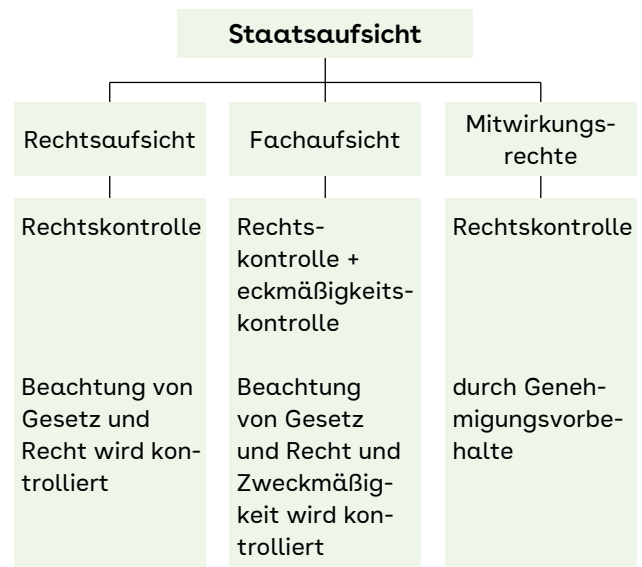 Staatsaufsicht
Rechtsaufsicht
Fachaufsicht
Mitwirkungs-
rechte
Rechtskontrolle
Beachtung von
Gesetz und
Recht wird kon-
trolliert
Rechts-
kontrolle +
eckmäßigkeits-
kontrolle
Beachtung
von Gesetz
und Recht und
Zweckmäßig-
keit wird kon-
trolliert
Rechtskontrolle
durch Geneh-
migungsvorbe-
halte